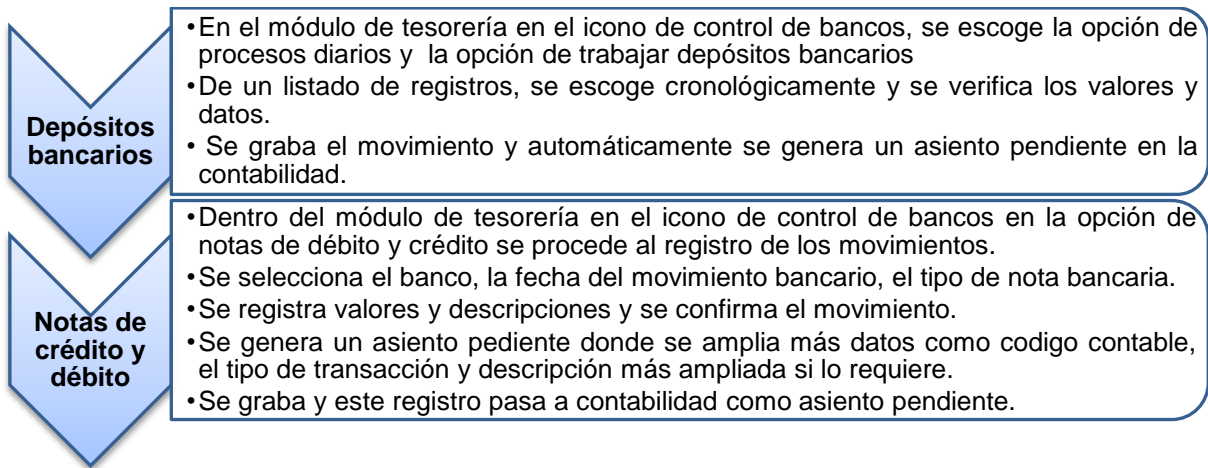 Depósitos
bancarios
•En el módulo de tesorería en el icono de control de bancos, se escoge la opción de
procesos diarios y la opción de trabajar depósitos bancarios
•De un listado de registros, se escoge cronológicamente y se verifica los valores y
datos.
• Se graba el movimiento y automáticamente se genera un asiento pendiente en la
contabilidad.
Notas de
crédito y
débito
•Dentro del módulo de tesorería en el icono de control de bancos en la opción de
notas de débito y crédito se procede al registro de los movimientos.
•Se selecciona el banco, la fecha del movimiento bancario, el tipo de nota bancaria.
•Se registra valores y descripciones y se confirma el movimiento.
•Se genera un asiento pediente donde se amplia más datos como codigo contable,
el tipo de transacción y descripción más ampliada si lo requiere.
•Se graba y este registro pasa a contabilidad como asiento pendiente.